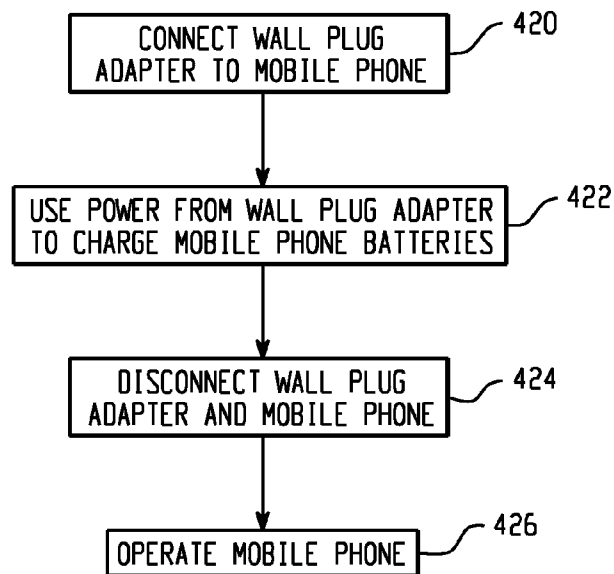 CONNECT WALL PLUG
ADAPTER TO MOBILE PHONE
420
USE POWER FROM WALL PLUG ADAPTER
TO CHARGE MOBILE PHONE BATTERIES
422
DISCONNECT WALL PLUG
ADAPTER AND MOBILE PHONE
424
OPERATE MOBILE PHONE
426